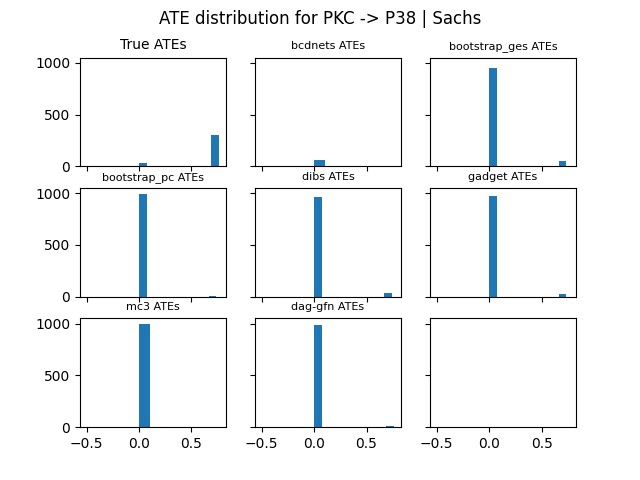 ATE distribution for PKC -> P38 | Sachs
True ATEs
bcdnets ATEs
bootstrap_ges ATEs
1000
500
0
bootstrap_pc ATEs
dibs ATEs
gadget ATEs
1000
500
0
mc3 ATEs
dag-gfn ATEs
1000
500
0
−0.5 0.0 0.5
−0.5 0.0 0.5
−0.5 0.0 0.5